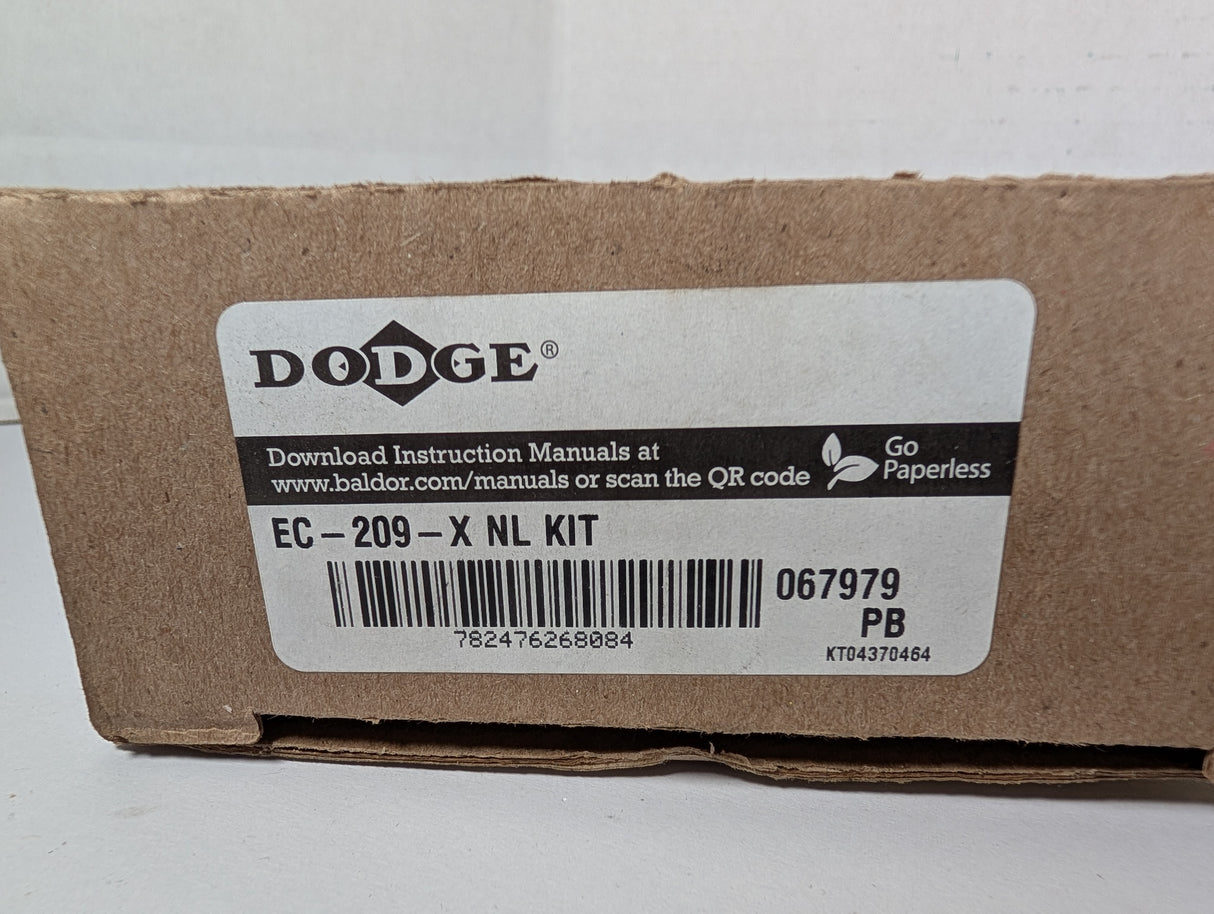 DODGE®
Download Instruction Manuals at
www.baldor.com/manuals or scan the QR code
Go
Paperless
EC-209-X NL KIT
067979
PB
782476268084
KT04370464